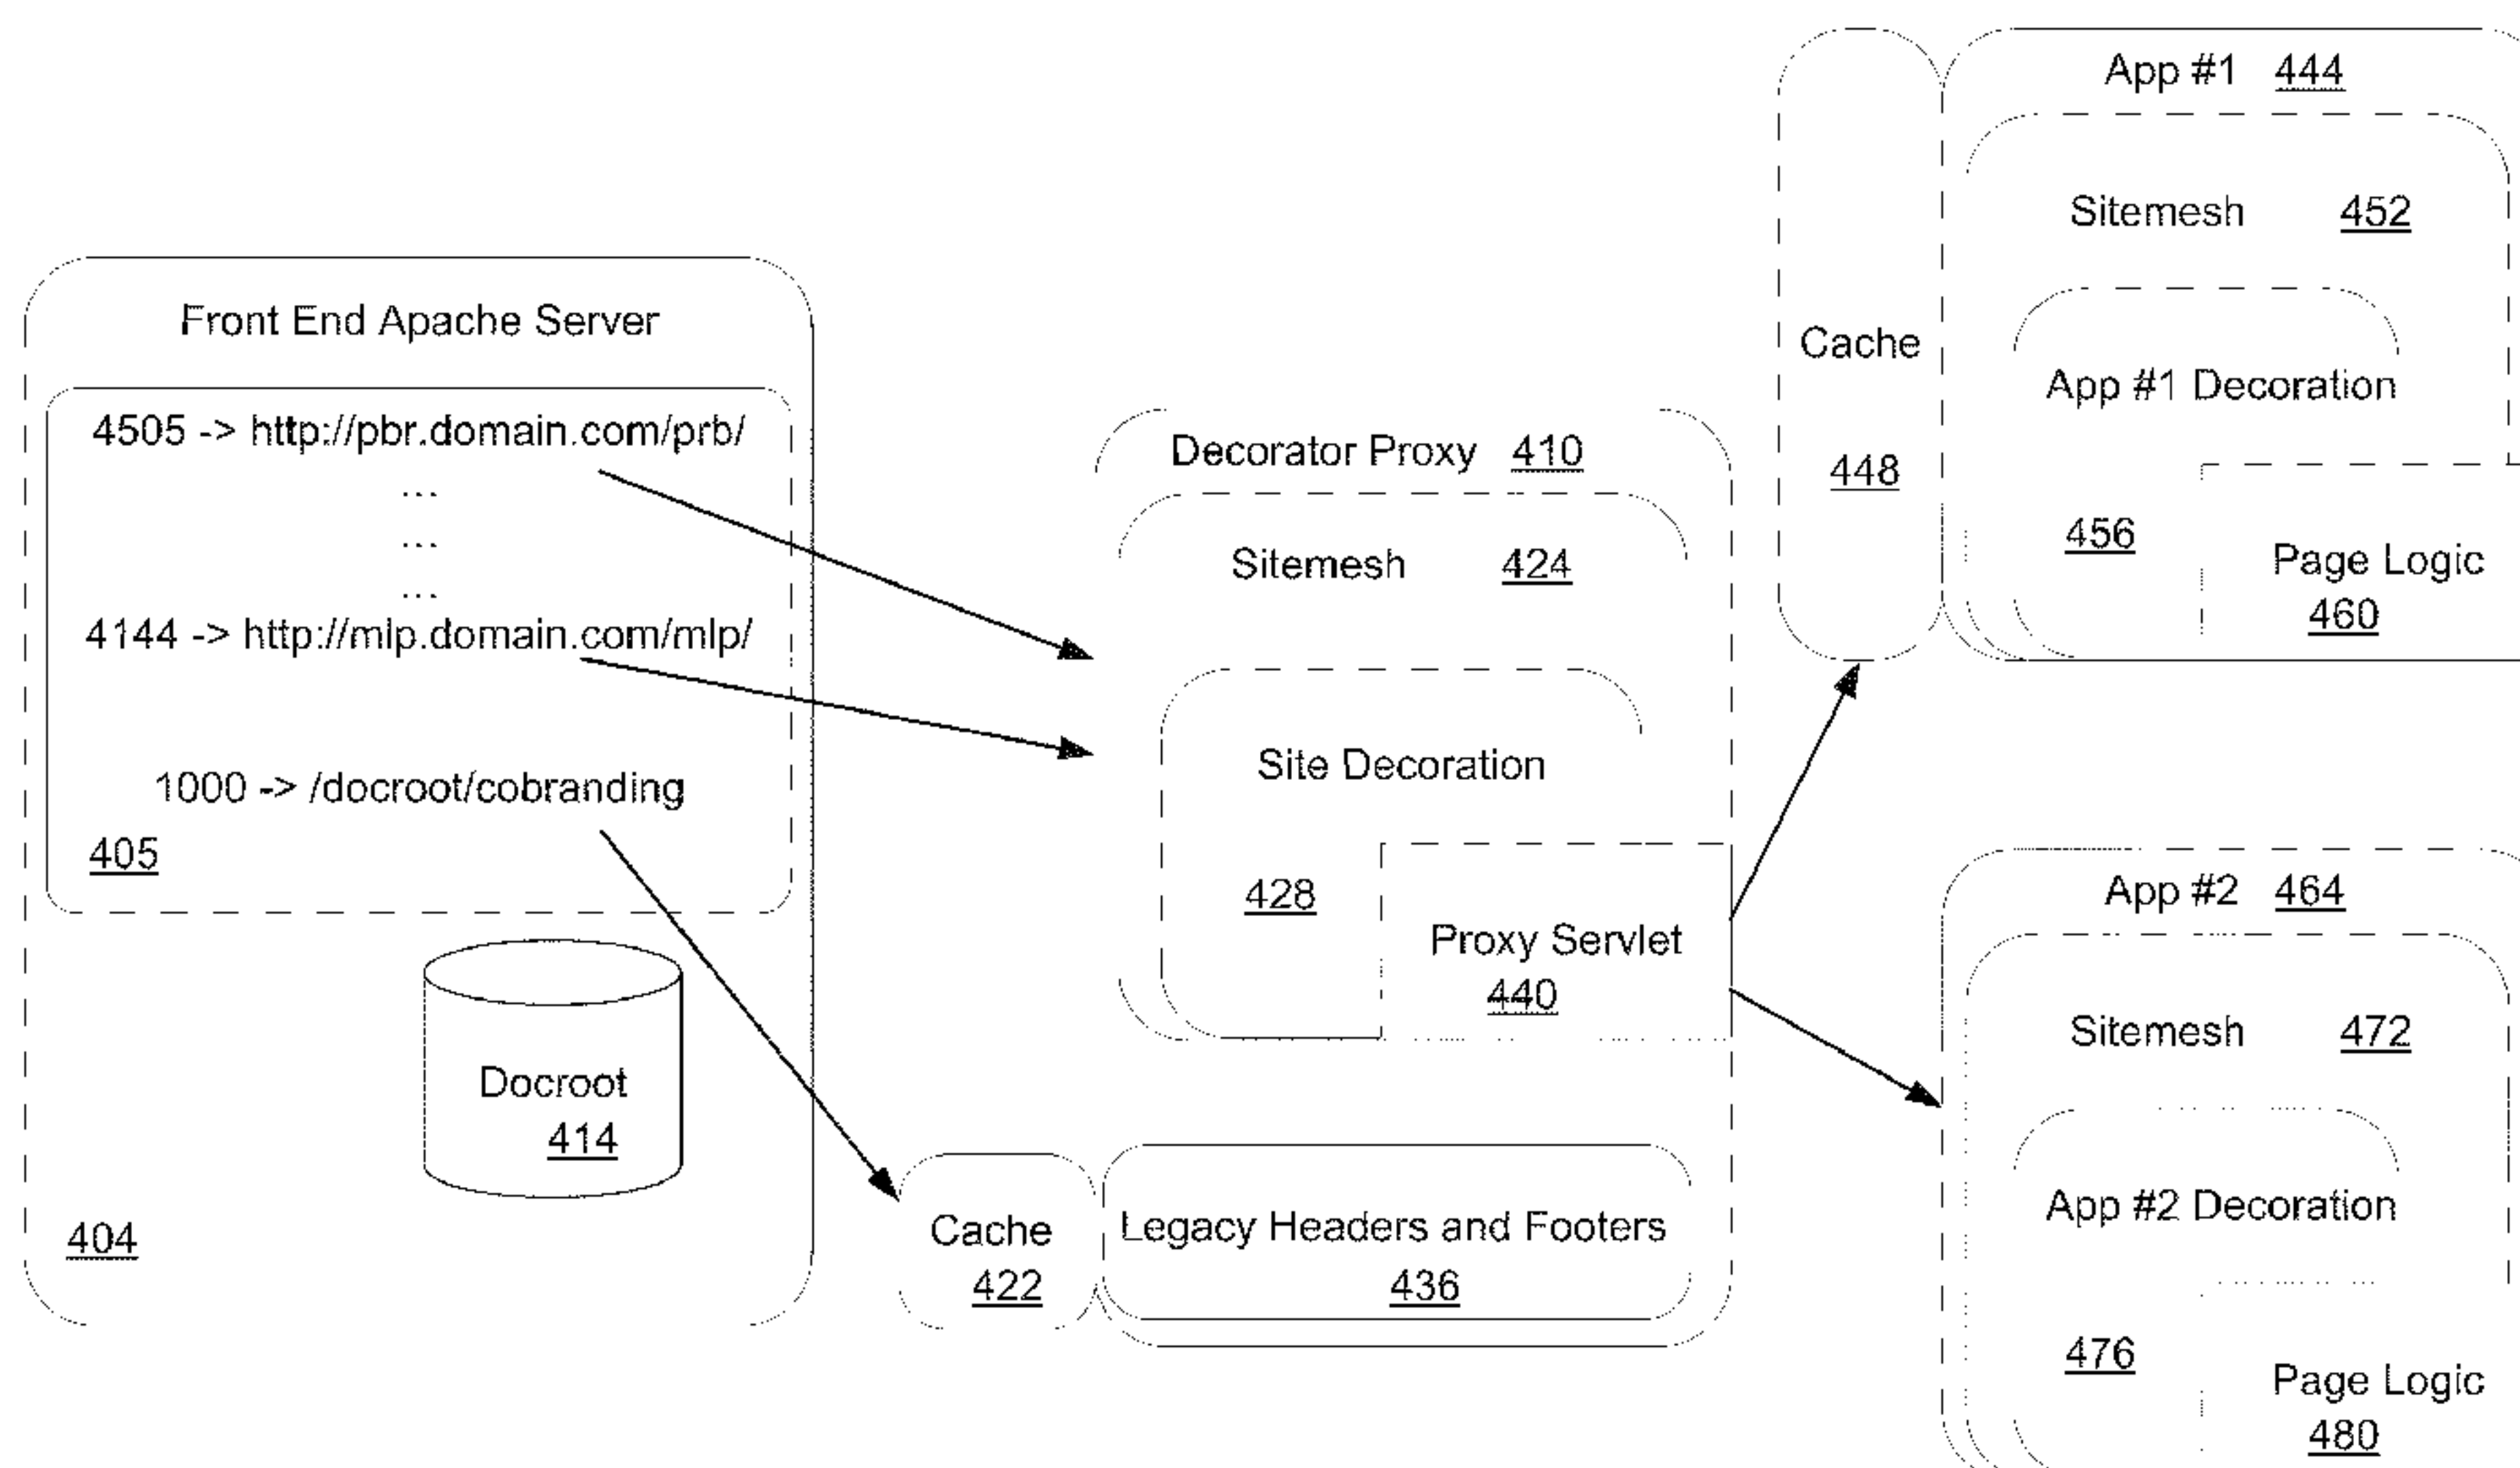 Front End Apache Server
4505 -> http://pbr.domain.com/prb/
...
...
...
4144 -> http://mlp.domain.com/mlp/
1000 -> /docroot/cobranding
405
Docroot
414
404
Decorator Proxy 410
Sitemesh 424
Site Decoration
428
Proxy Servlet
440
Cache
422
Legacy Headers and Footers
436
Cache
448
App #1 444
Sitemesh 452
App #1 Decoration
456
Page Logic
460
App #2 464
Sitemesh 472
App #2 Decoration
476
Page Logic
480